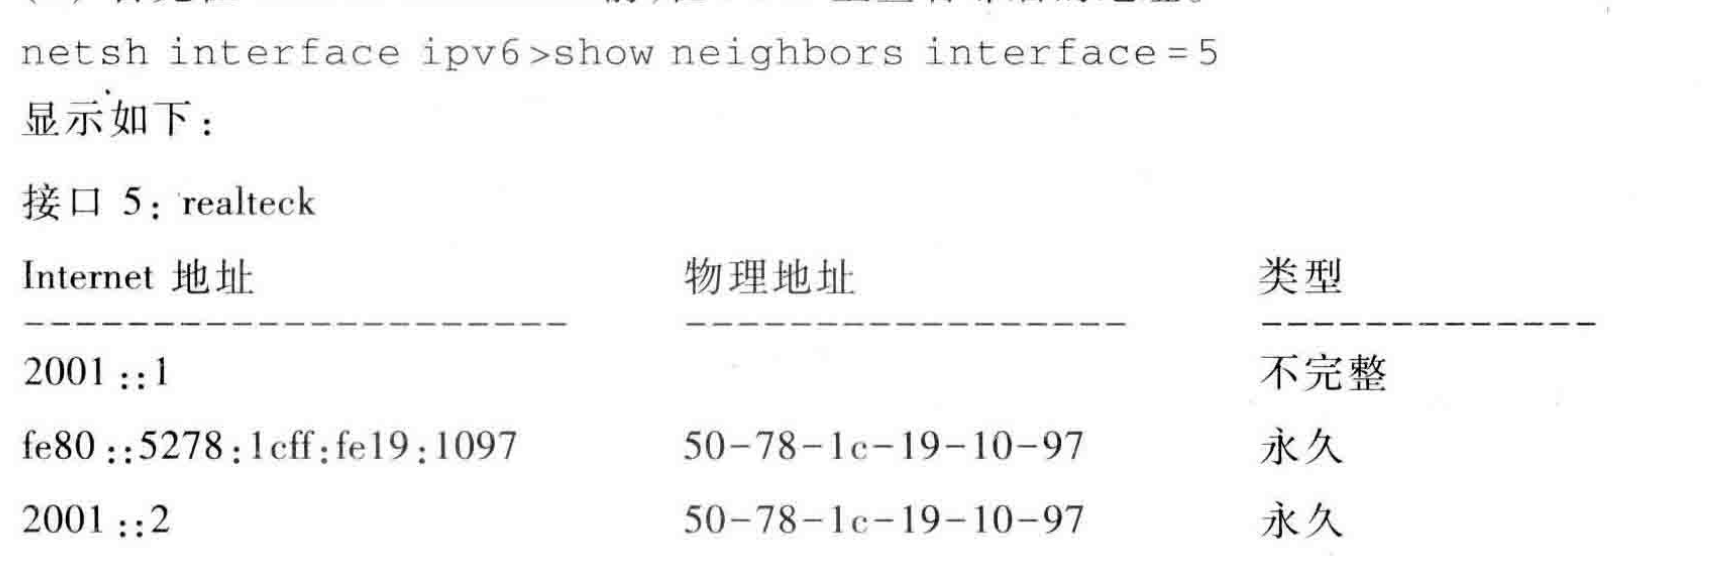 netsh interface ipv6>show neighbors interface=5
显示如下：
接口 5: realteck
Internet 地址 物理地址 类型
--------------------- ----------------- -------------
2001::1 不完整
fe80::5278:1cff:fe19:1097 50-78-1c-19-10-97 永久
2001::2 50-78-1c-19-10-97 永久